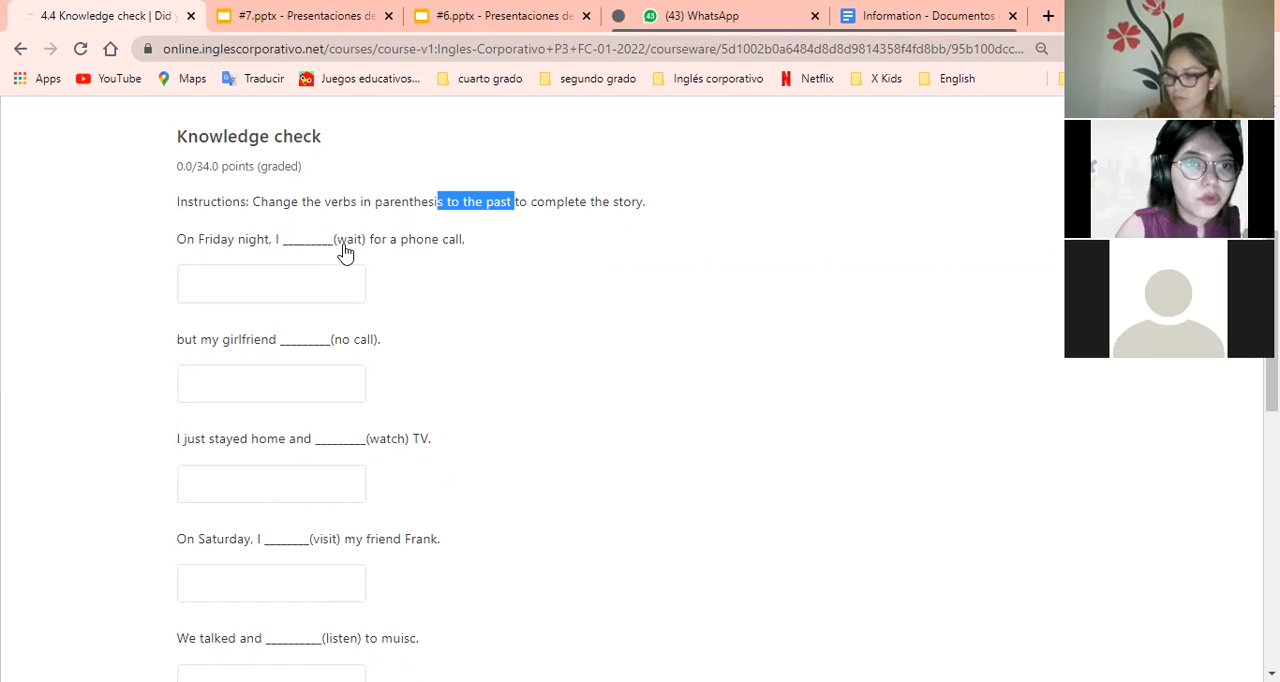 4.4 Knowledge check | Did y
#7.pptx - Presentaciones de
#6.pptx - Presentaciones de
(43) WhatsApp
Information - Documentos
online.inglescorporativo.net/courses/course-v1:Ingles-Corporativo+P3+FC-01-2022/courseware/5d1002b0a6484d8d8d9814358f4fd8bb/95b100dcc...
Apps YouTube Maps Traducir Juegos educativos... cuarto grado segundo grado Inglés corporativo Netflix X Kids English
Knowledge check
0.0/34.0 points (graded)
Instructions: Change the verbs in parenthesis to the past to complete the story.
On Friday night, I _________(wait) for a phone call,
but my girlfriend _________(no call).
I just stayed home and _________(watch) TV.
On Saturday, I ________(visit) my friend Frank.
We talked and __________(listen) to muisc.